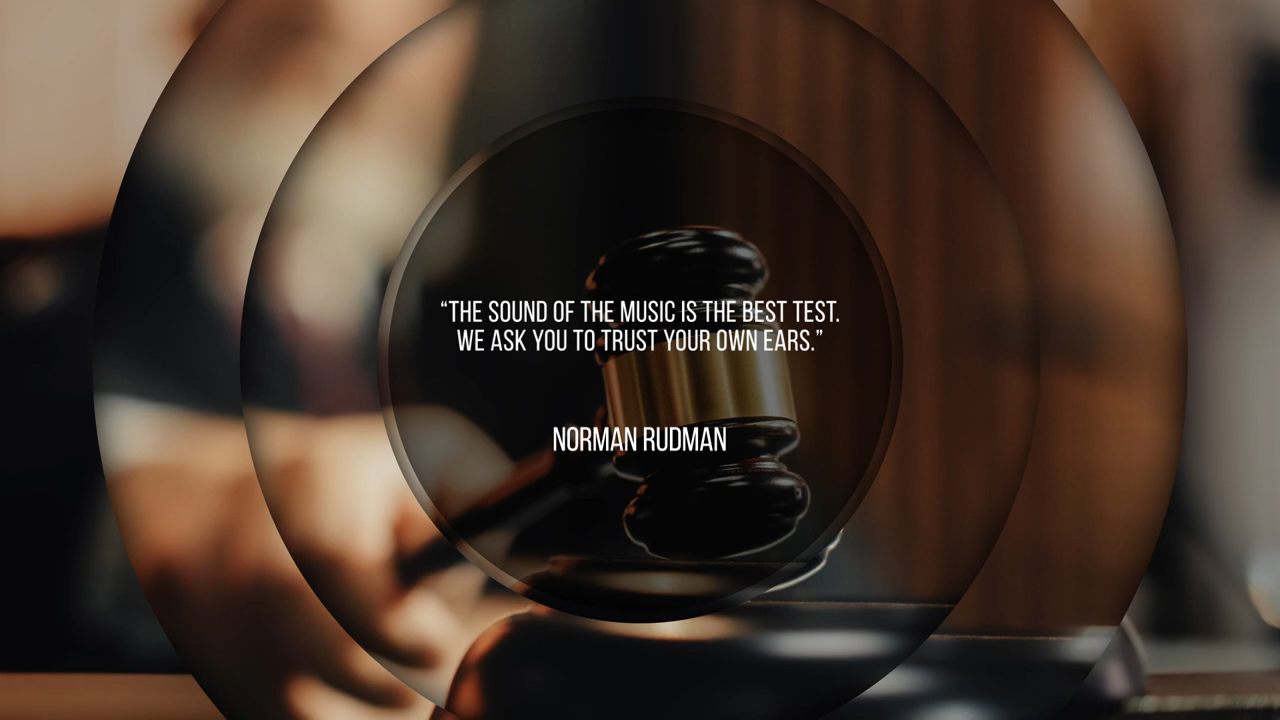 “THE SOUND OF THE MUSIC IS THE BEST TEST.
WE ASK YOU TO TRUST YOUR OWN EARS.”
NORMAN RUDMAN